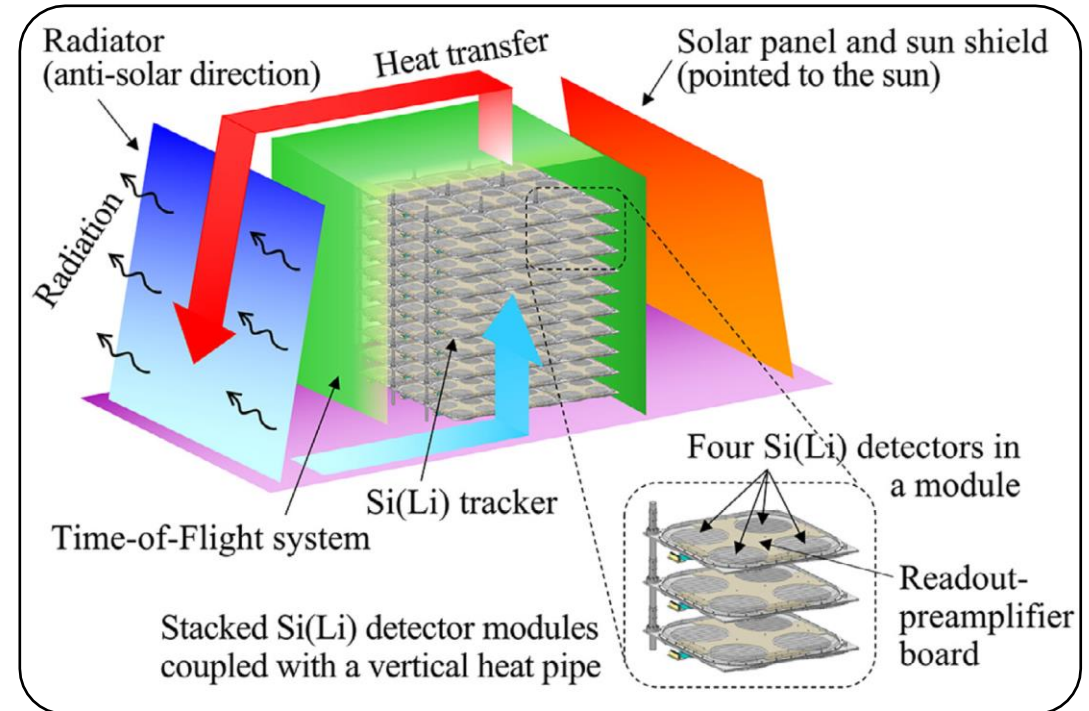 Radiator
(anti-solar direction)
Heat transfer
Solar panel and sun shield
(pointed to the sun)
Radiation
Si(Li) tracker
Time-of-Flight system
Four Si(Li) detectors in
a module
Readout-
preamplifier
board
Stacked Si(Li) detector modules
coupled with a vertical heat pipe